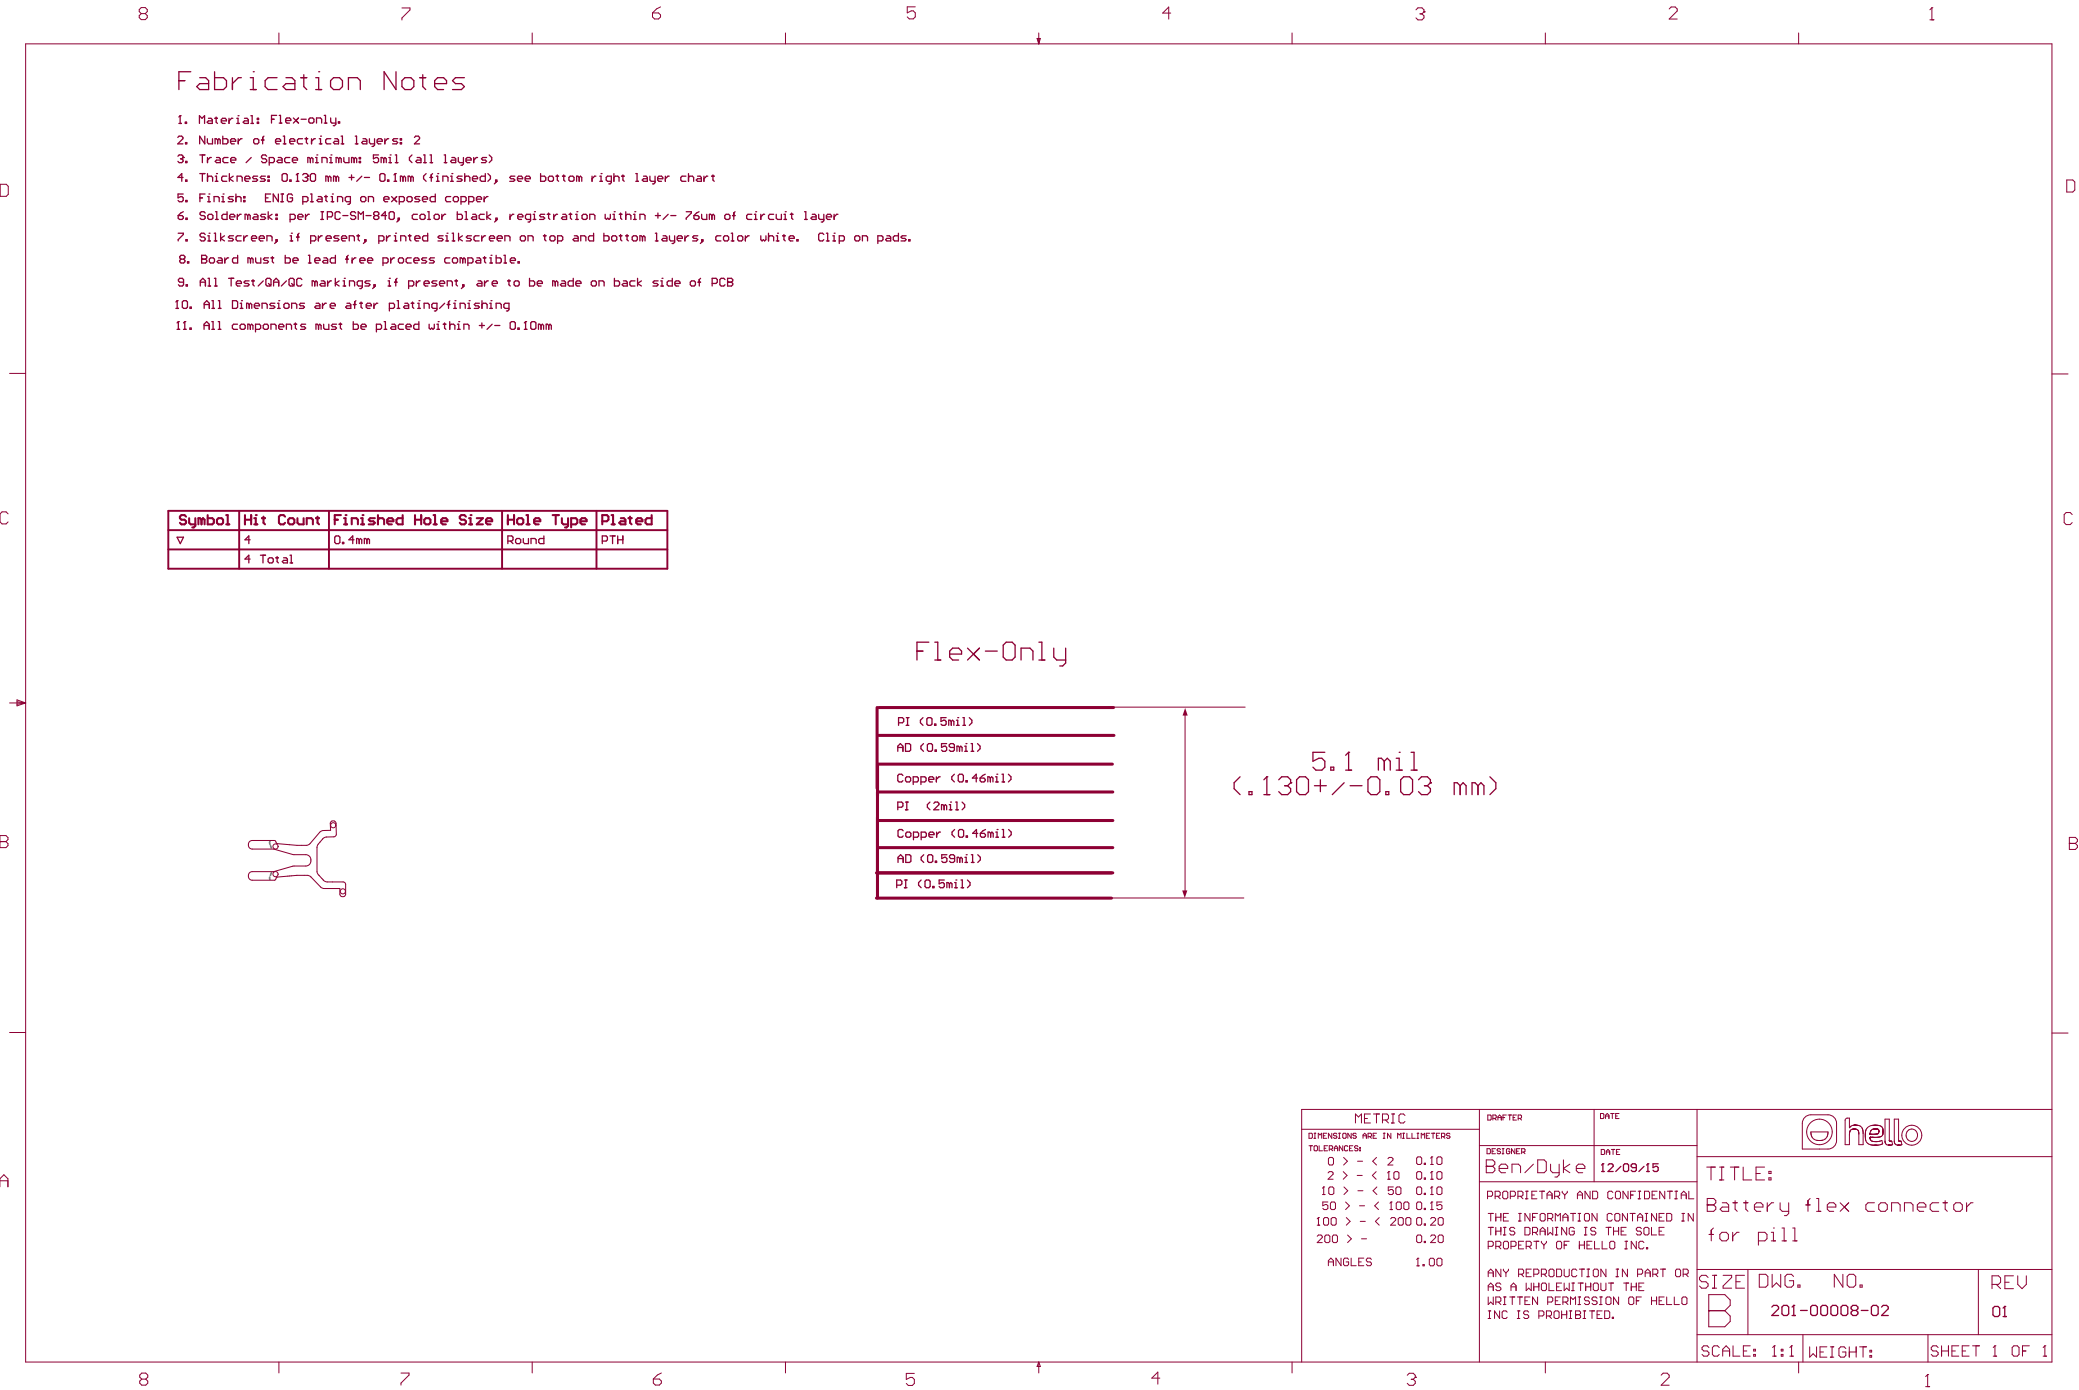 8 7 6 5 4 3 2 1
Fabrication Notes
1. Material: Flex-only.
2. Number of electrical layers: 2
3. Trace / Space minimum: 5mil (all layers)
4. Thickness: 0.130 mm +/- 0.1mm (finished), see bottom right layer chart
5. Finish: ENIG plating on exposed copper
6. Soldermask: per IPC-SM-840, color black, registration within +/- 76um of circuit layer
7. Silkscreen, if present, printed silkscreen on top and bottom layers, color white. Clip on pads.
8. Board must be lead free process compatible.
9. All Test/QA/QC markings, if present, are to be made on back side of PCB
10. All Dimensions are after plating/finishing
11. All components must be placed within +/- 0.10mm
D D
C C
Symbol Hit Count Finished Hole Size Hole Type Plated
▽ 4 0.4mm Round PTH
4 Total
Flex-Only
PI (0.5mil)
AD (0.59mil)
Copper (0.46mil)
PI (2mil)
Copper (0.46mil)
AD (0.59mil)
PI (0.5mil)
5.1 mil
(.130+/-0.03 mm)
B B
A
METRIC
DIMENSIONS ARE IN MILLIMETERS
TOLERANCES:
0 > - < 2 0.10
2 > - < 10 0.10
10 > - < 50 0.10
50 > - < 100 0.15
100 > - < 200 0.20
200 > - 0.20
ANGLES 1.00
DRAFTER DATE
DESIGNER DATE
Ben/Dyke 12/09/15
PROPRIETARY AND CONFIDENTIAL
THE INFORMATION CONTAINED IN
THIS DRAWING IS THE SOLE
PROPERTY OF HELLO INC.
ANY REPRODUCTION IN PART OR
AS A WHOLEWITHOUT THE
WRITTEN PERMISSION OF HELLO
INC IS PROHIBITED.
hello
TITLE:
Battery flex connector
for pill
SIZE DWG. NO. REV
B 201-00008-02 01
SCALE: 1:1 WEIGHT: SHEET 1 OF 1
8 7 6 5 4 3 2 1